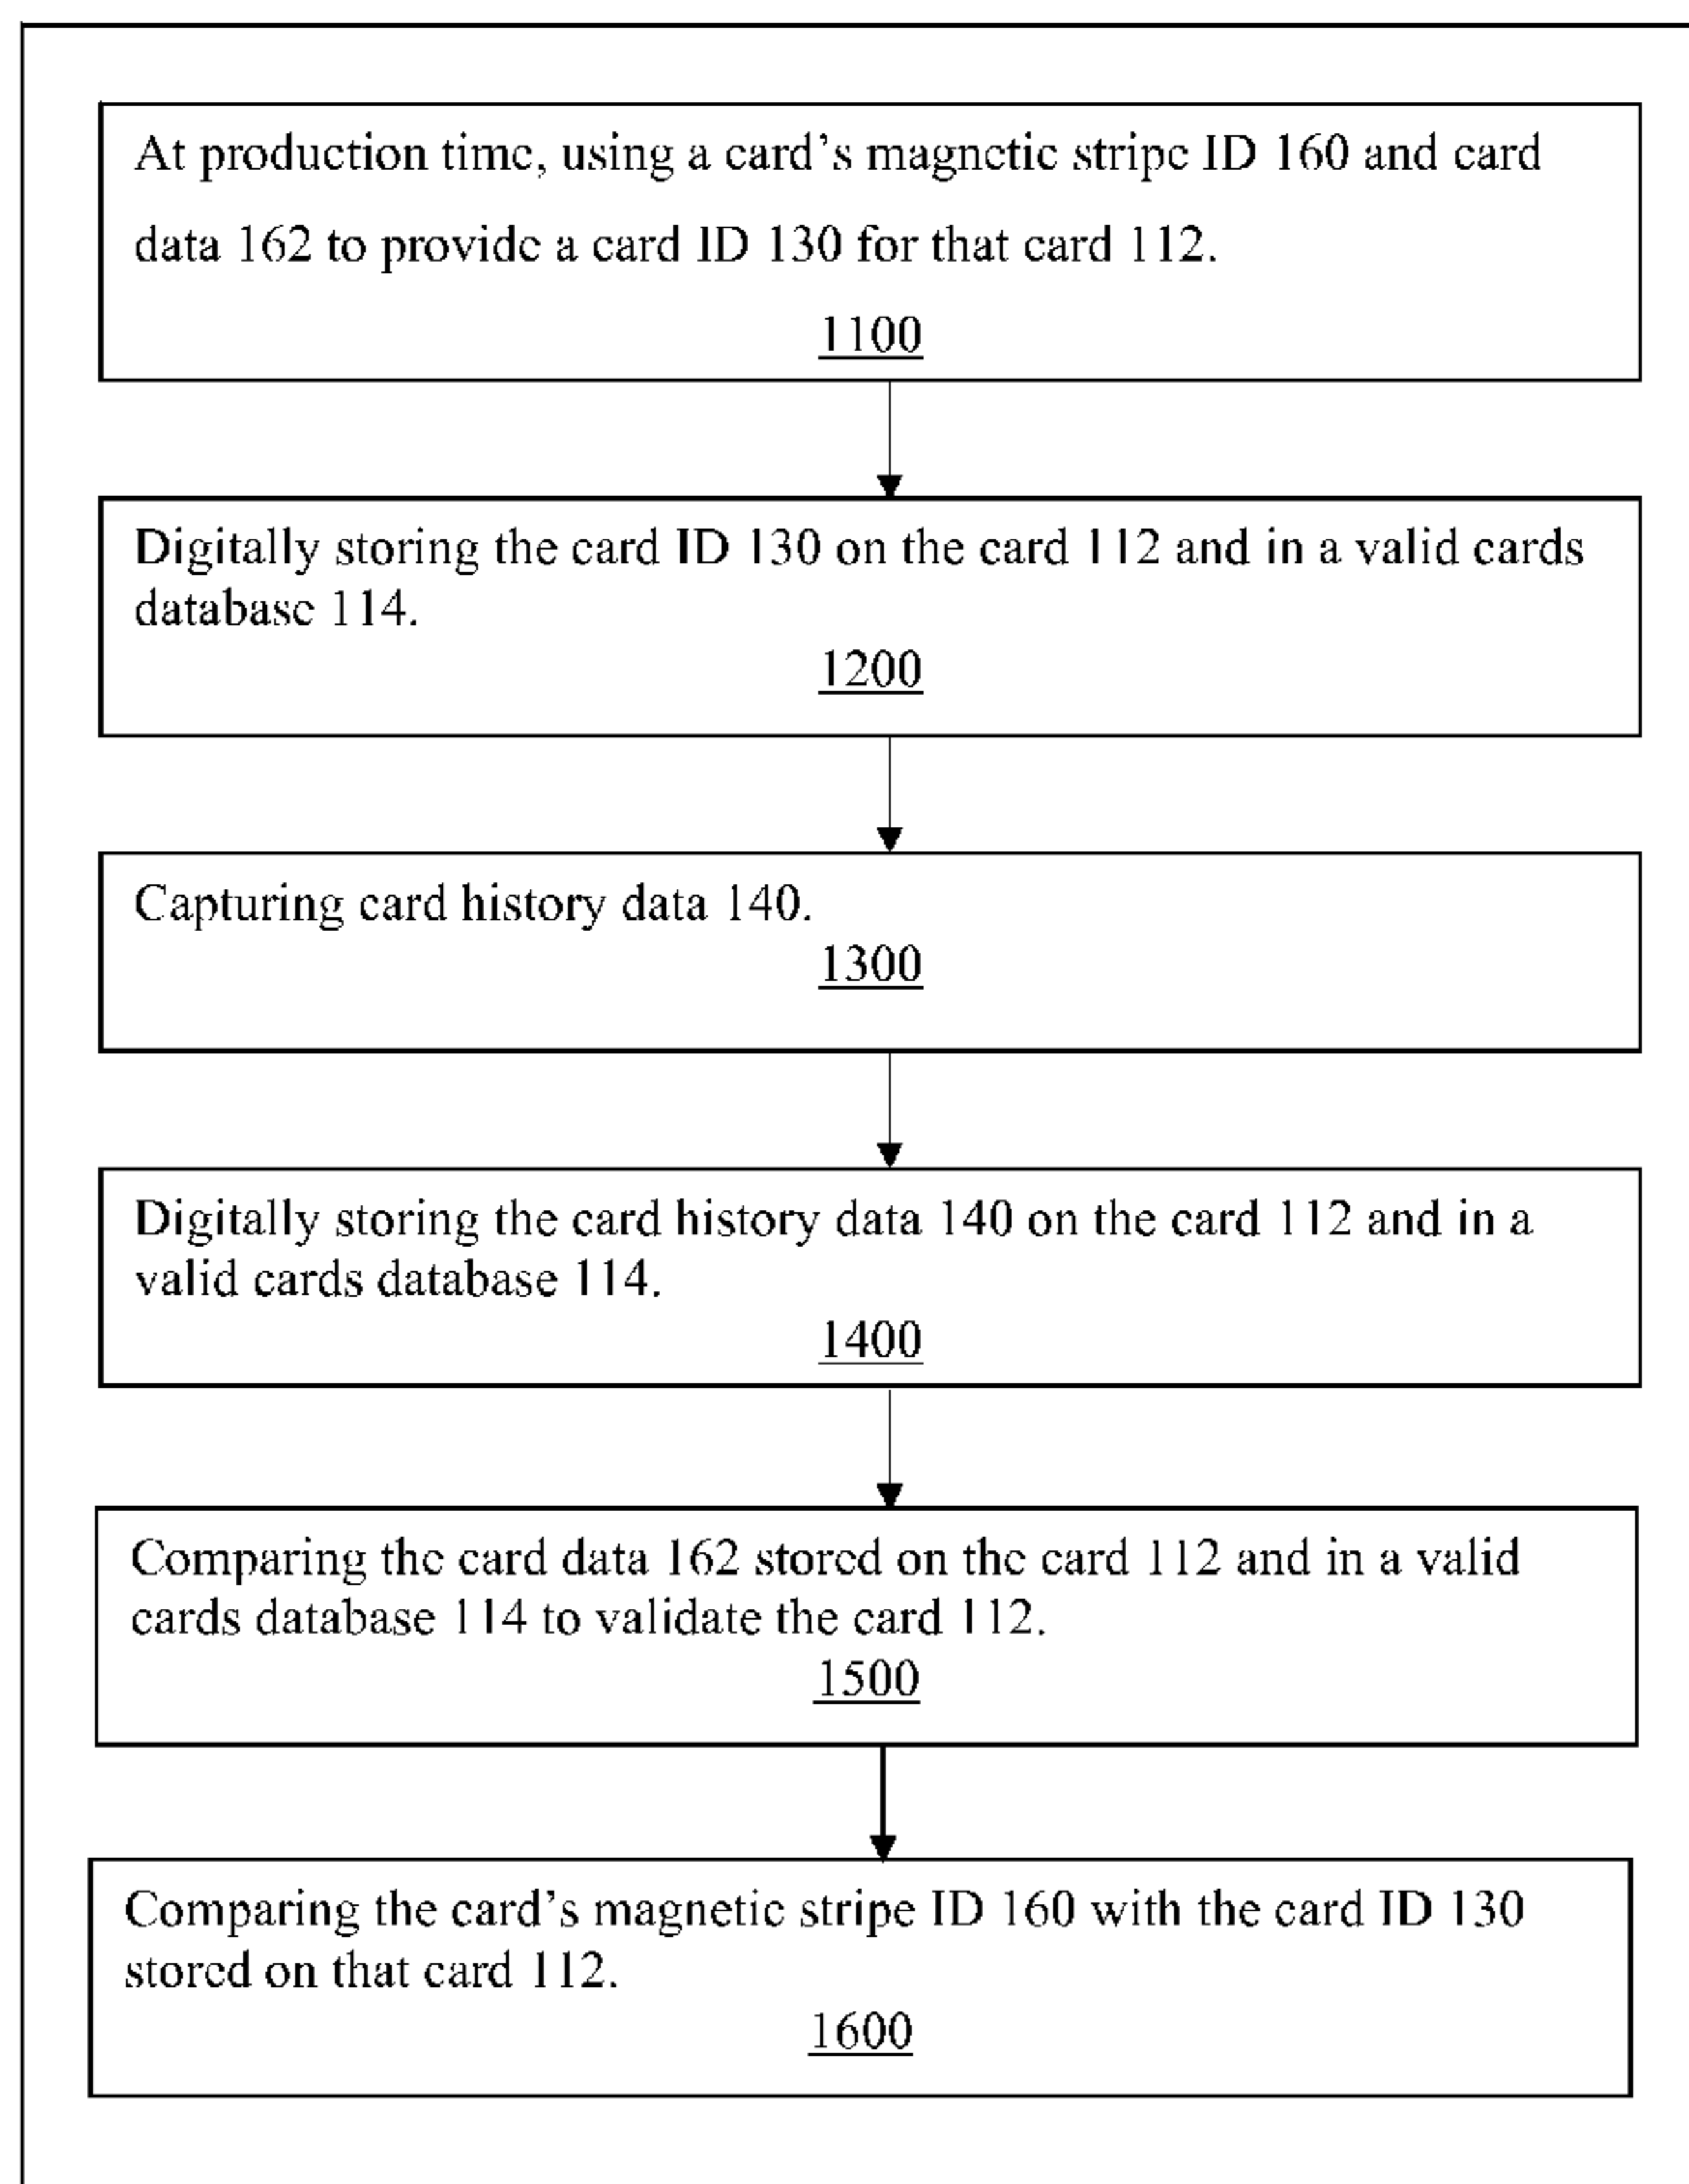 At production time, using a card's magnetic stripe ID 160 and card
data 162 to provide a card ID 130 for that card 112.
1100
Digitally storing the card ID 130 on the card 112 and in a valid cards
database 114.
1200
Capturing card history data 140.
1300
Digitally storing the card history data 140 on the card 112 and in a
valid cards database 114.
1400
Comparing the card data 162 stored on the card 112 and in a valid
cards database 114 to validate the card 112.
1500
Comparing the card's magnetic stripe ID 160 with the card ID 130
stored on that card 112.
1600